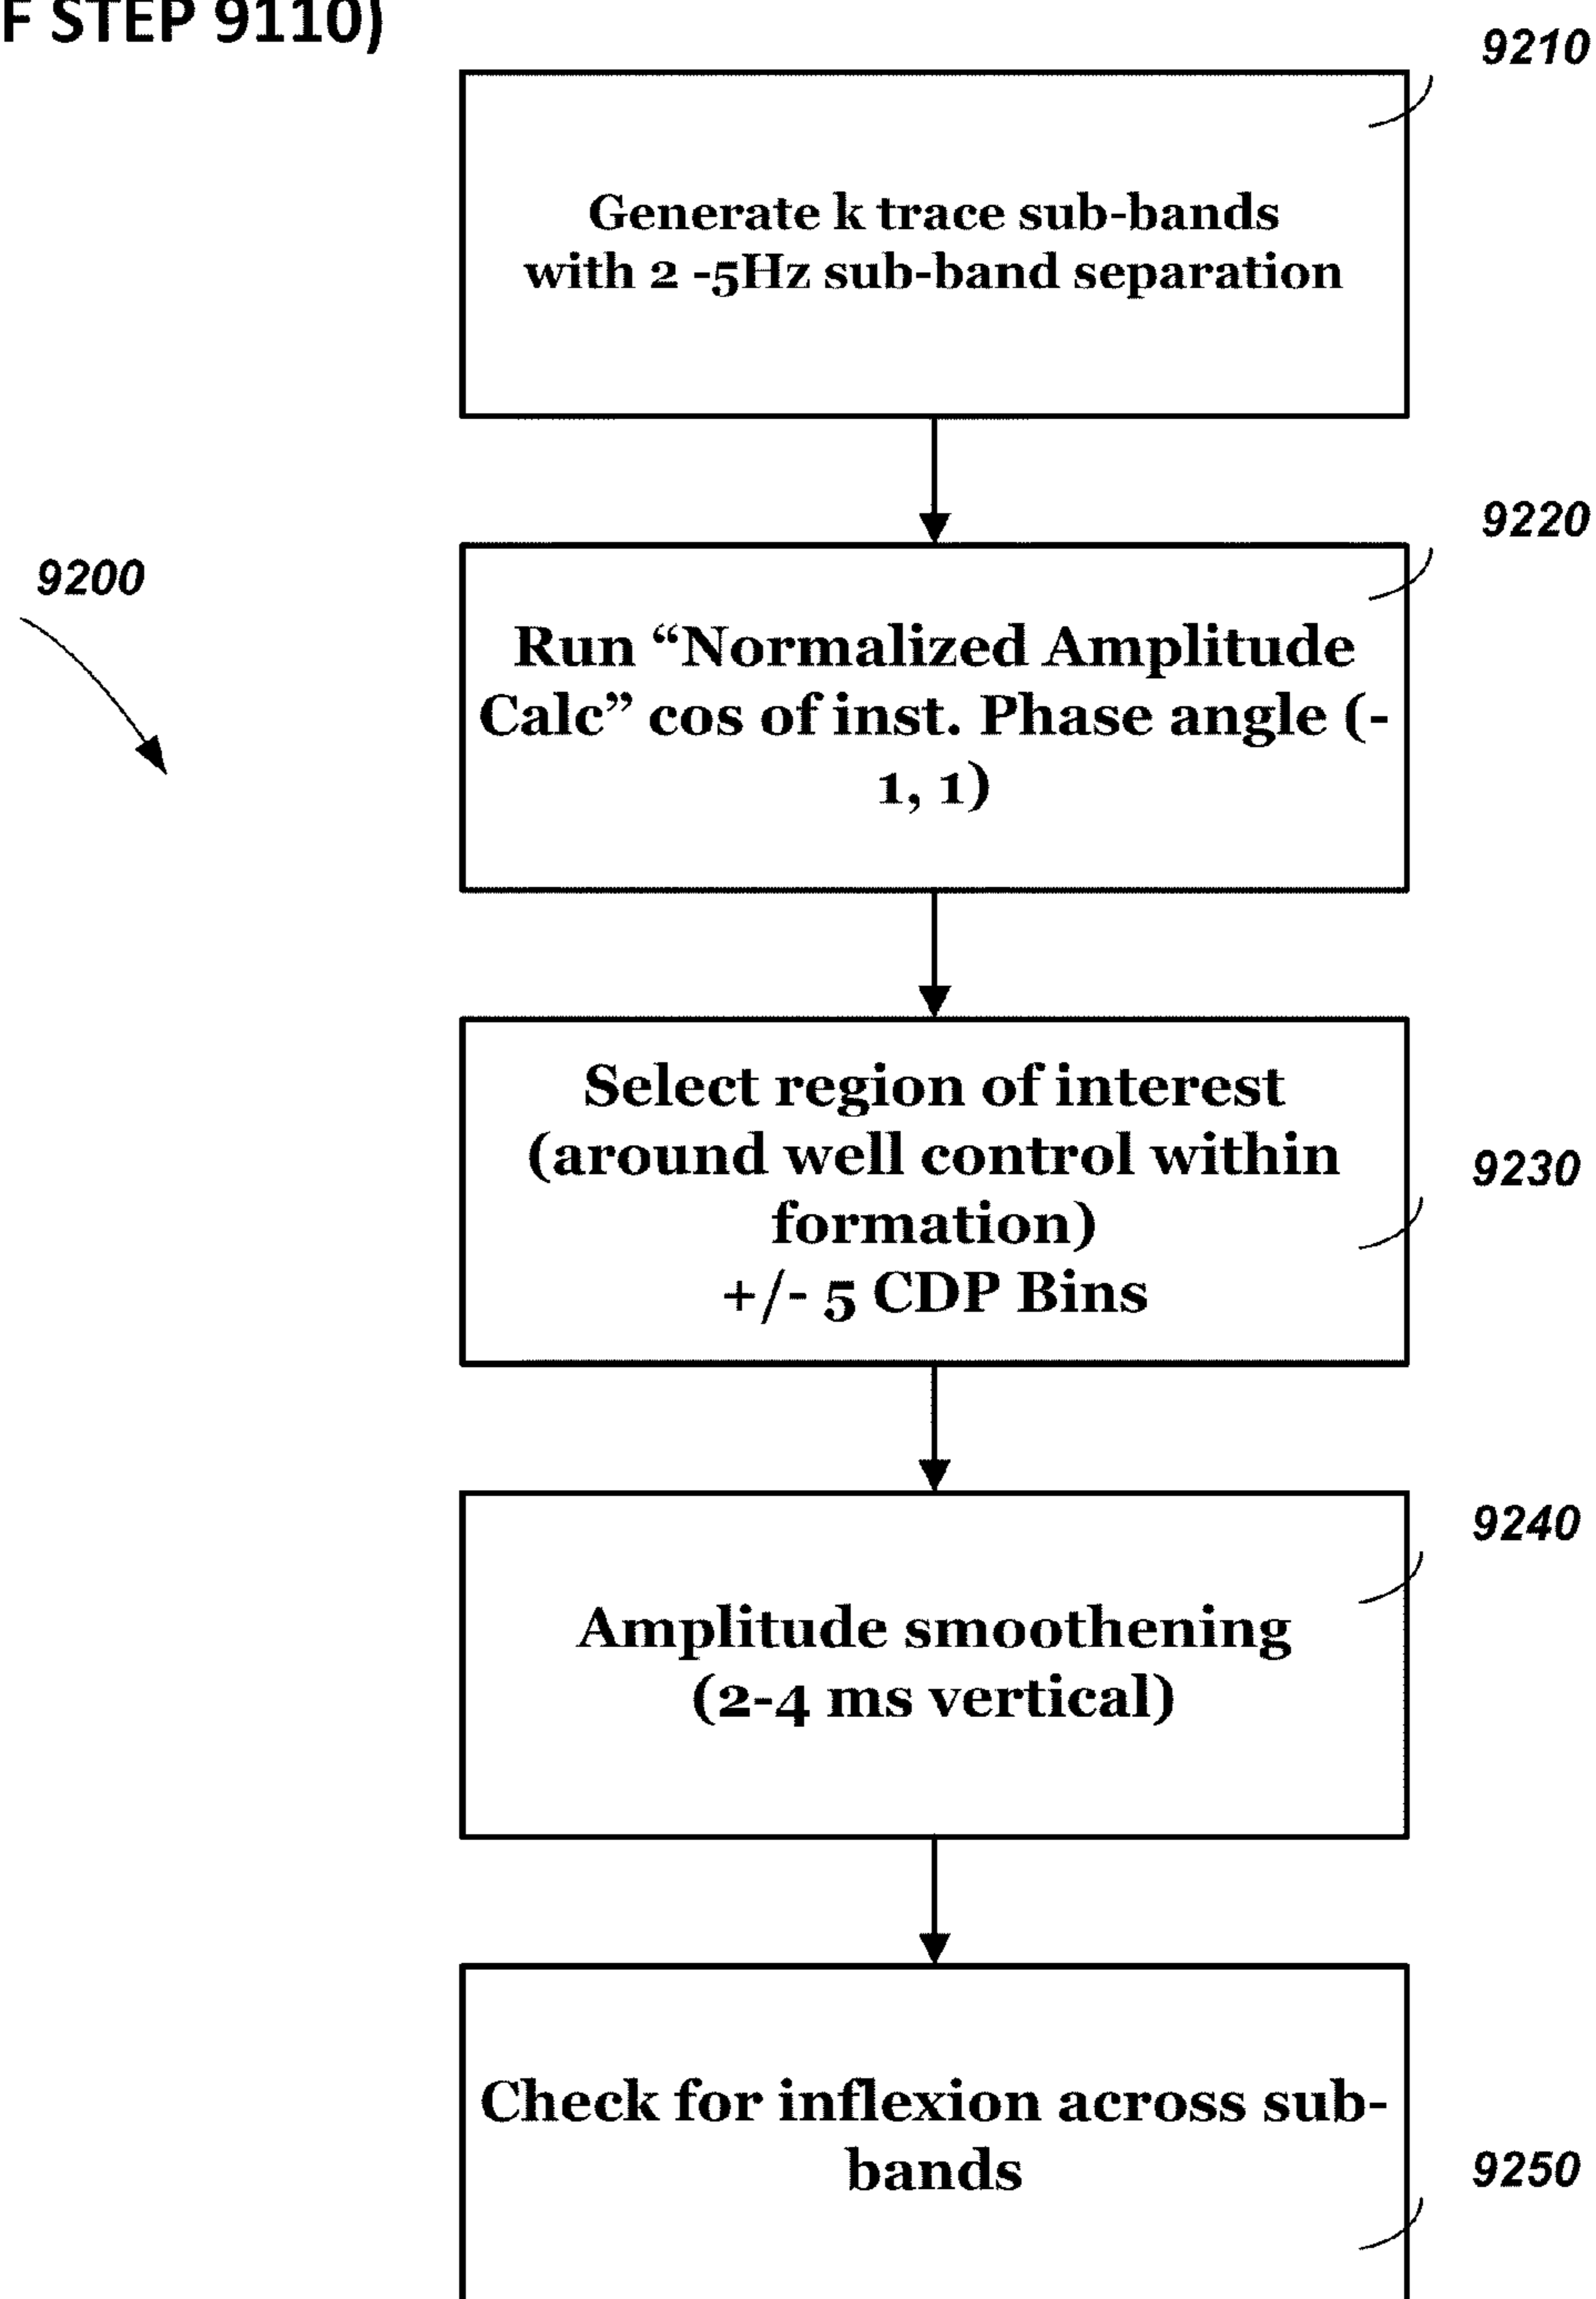 F STEP 9110)
9210
Generate k trace sub-bands
with 2 -5Hz sub-band separation
9220
9200
Run “Normalized Amplitude
Calc” cos of inst. Phase angle (-
1, 1)
Select region of interest
(around well control within
formation)
+/- 5 CDP Bins
9230
9240
Amplitude smoothening
(2-4 ms vertical)
Check for inflexion across sub-
bands
9250